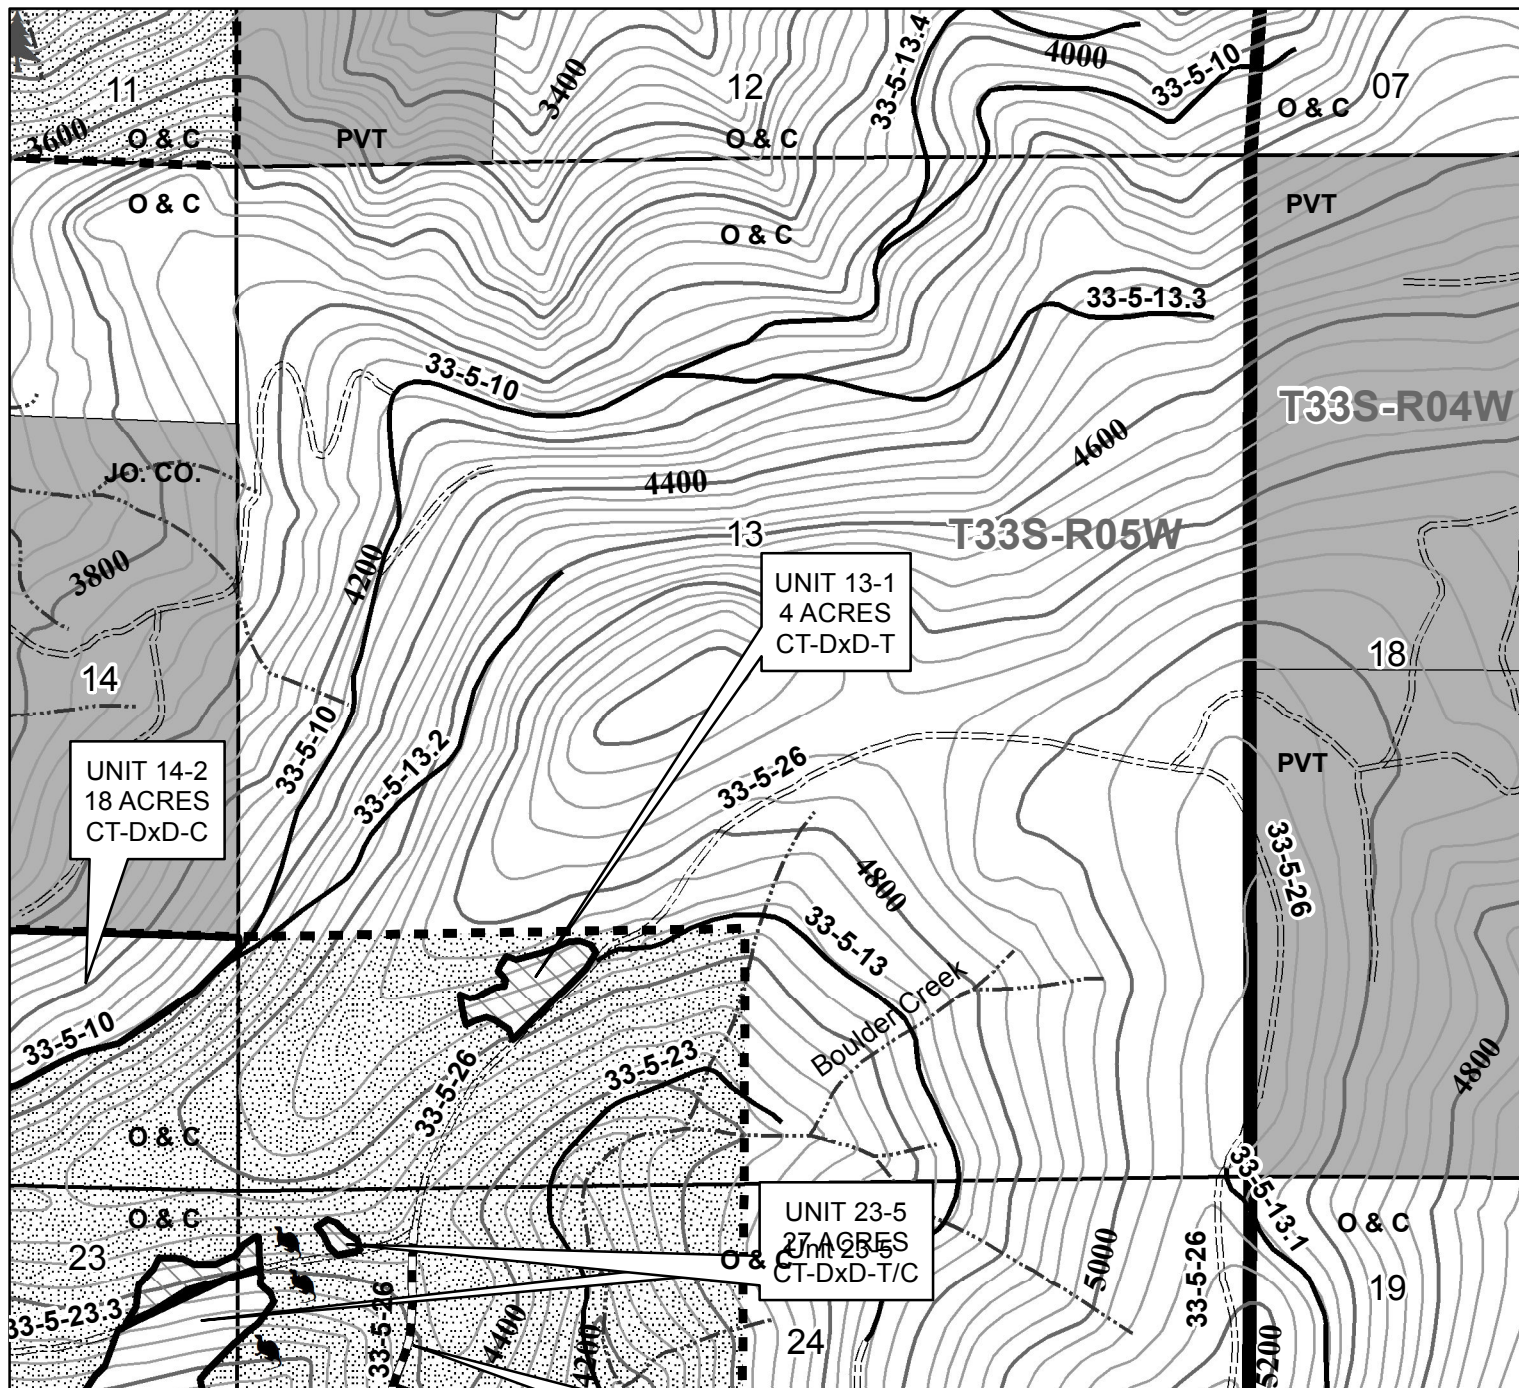 33-5-13.4
4000
33-5-10
11
3400
12
07
O & C
3600
O & C
PVT
O & C
O & C
PVT
O & C
33-5-13.3
33-5-10
T33S-R04W
4600
JO. CO.
4400
13
T33S-R05W
3800
4200
UNIT 13-1
4 ACRES
CT-DxD-T
14
18
33-5-10
33-5-13.2
33-5-26
PVT
UNIT 14-2
18 ACRES
CT-DxD-C
33-5-26
4800
33-5-13
Boulder Creek
33-5-10
33-5-26
33-5-23
4800
O & C
33-5-13.1
O & C
UNIT 23-5
27 ACRES
Unit 23-5
CT-DxD-T/C
O & C
O & C
23
5000
33-5-26
19
33-5-23.3
33-5-26
4400
4200
24
5200